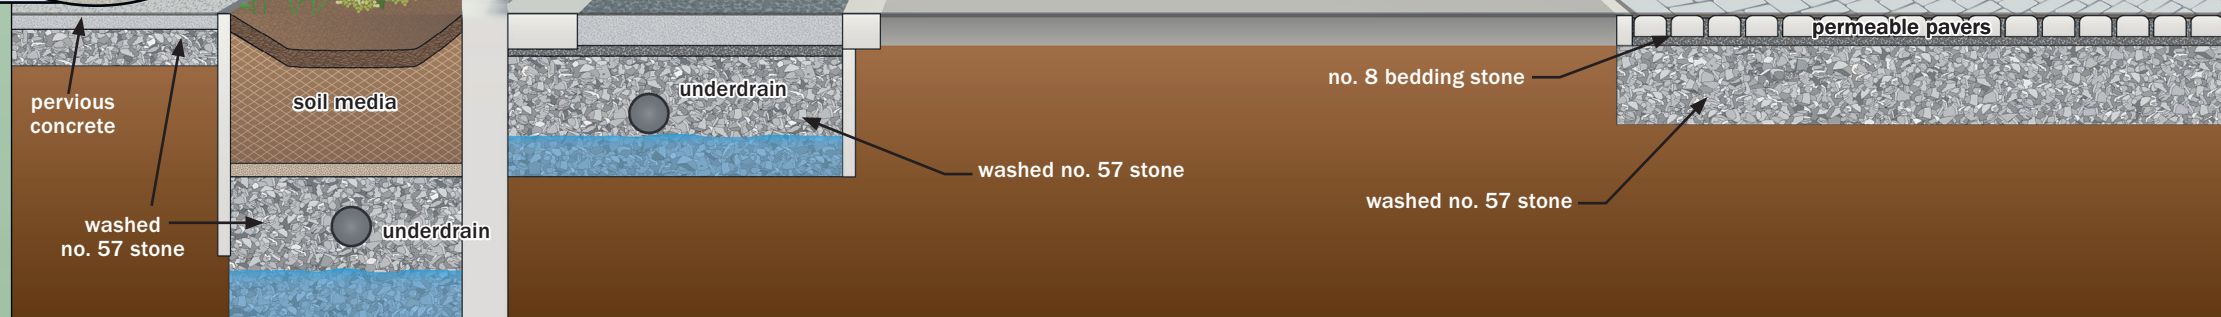 pervious
concrete
washed
no. 57 stone
soil media
underdrain
underdrain
washed no. 57 stone
no. 8 bedding stone
washed no. 57 stone
permeable pavers